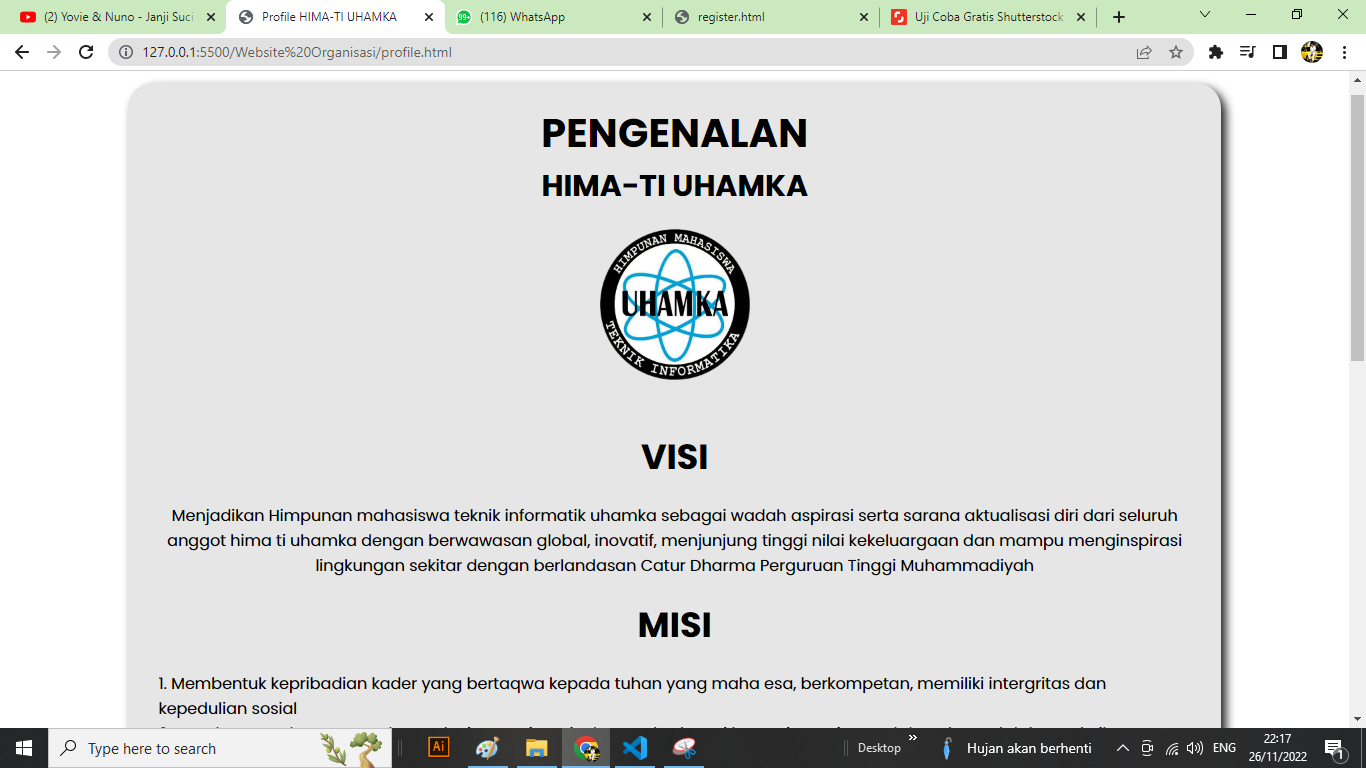 (2) Yovie & Nuno - Janji Suci
Profile HIMA-TI UHAMKA
99+
(116) WhatsApp
register.html
Uji Coba Gratis Shutterstock
127.0.0.1:5500/Website%20Organisasi/profile.html
PENGENALAN
HIMA-TI UHAMKA
HIMPUNAN MAHASISWA
UHAMKA
TEKNIK INFORMATIKA
VISI
Menjadikan Himpunan mahasiswa teknik informatik uhamka sebagai wadah aspirasi serta sarana aktualisasi diri dari seluruh
anggot hima ti uhamka dengan berwawasan global, inovatif, menjunjung tinggi nilai kekeluargaan dan mampu menginspirasi
lingkungan sekitar dengan berlandasan Catur Dharma Perguruan Tinggi Muhammadiyah
MISI
1. Membentuk kepribadian kader yang bertaqwa kepada tuhan yang maha esa, berkompetan, memiliki intergritas dan
kepedulian sosial
Type here to search
Ai
Desktop
Hujan akan berhenti
ENG
22:17
26/11/2022
1